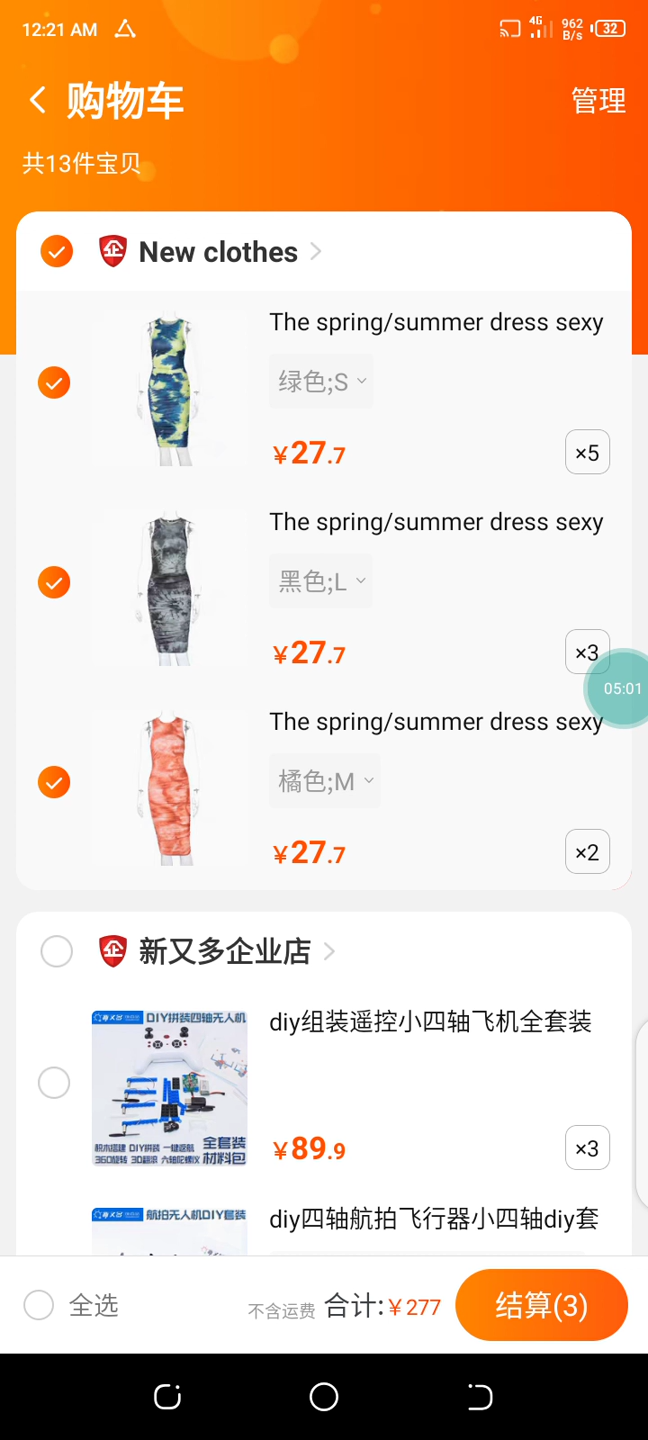 12:21 AM
4G
962
B/s
32
购物车
管理
共13件宝贝
企 New clothes
The spring/summer dress sexy
绿色;S
￥27.7
×5
The spring/summer dress sexy
黑色;L
￥27.7
×3
05:01
The spring/summer dress sexy
橘色;M
￥27.7
×2
企 新又多企业店
DIY拼装四轴无人机
diy组装遥控小四轴飞机全套装
积木搭建 DIY拼装 一键返航
360旋转 3D翻滚 六轴陀螺仪
全套装
材料包
￥89.9
×3
航拍无人机DIY套装
diy四轴航拍飞行器小四轴diy套
全选
不含运费 合计:￥277
结算(3)